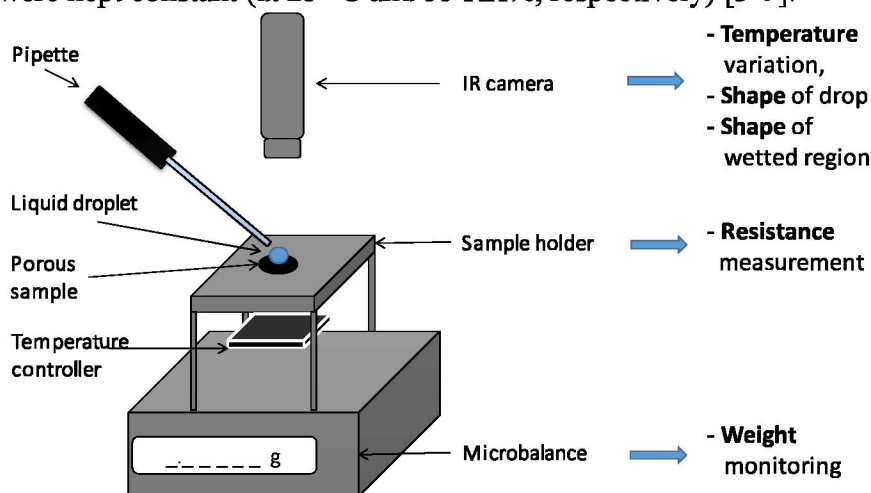 Pipette
IR camera
- Temperature
variation,
- Shape of drop
- Shape of
wetted region
Liquid droplet
Sample holder
- Resistance
measurement
Porous
sample
Temperature
controller
_._ _ _ _ _ g
Microbalance
- Weight
monitoring